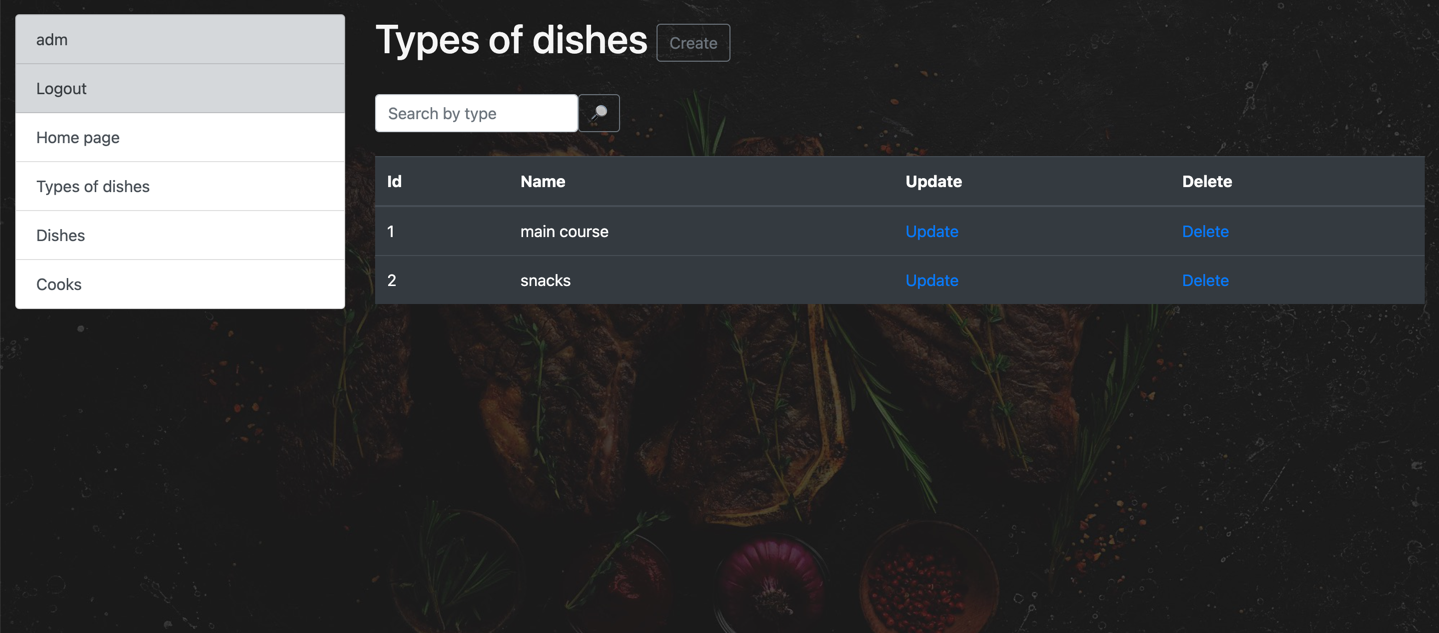 adm
Logout
Home page
Types of dishes
Dishes
Cooks
Types of dishes Create
Search by type
Id Name Update Delete
1 main course Update Delete
2 snacks Update Delete